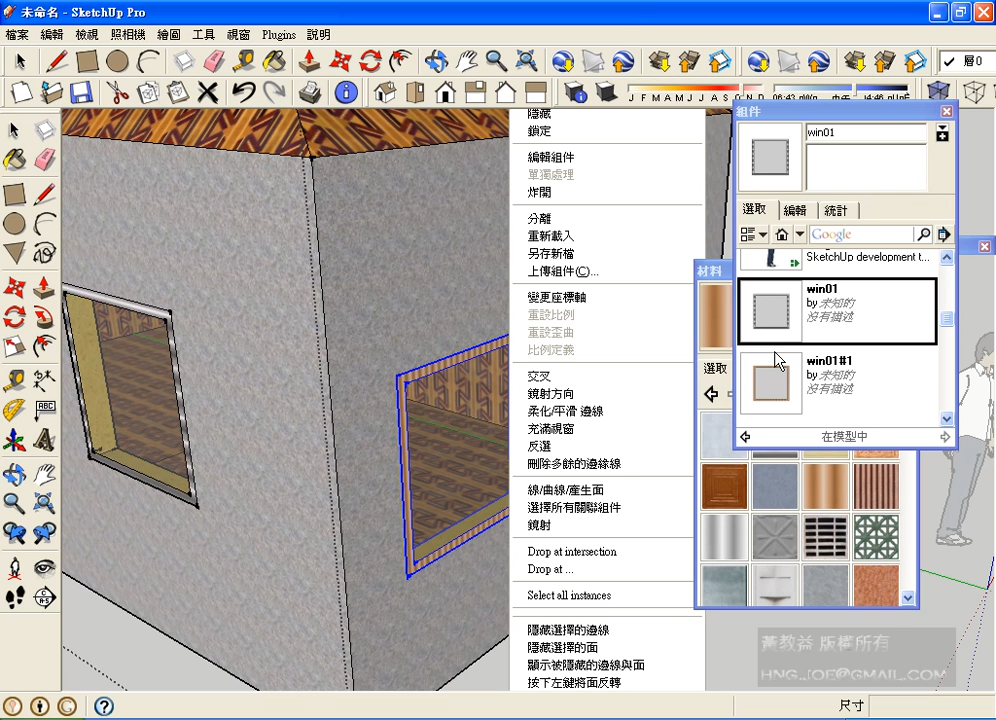 未命名 - SketchUp Pro
檔案 編輯 檢視 照相機 繪圖 工具 視窗 Plugins 說明
層0
J F M A M J J A S O N D
隱藏
鎖定
編輯組件
單獨處理
炸開
分離
重新載入
另存新檔
上傳組件(C)...
變更座標軸
重設比例
重設歪曲
比例定義
交叉
鏡射方向
柔化/平滑 邊線
充滿視窗
反選
刪除多餘的邊緣線
線/曲線/產生面
選擇所有關聯組件
鏡射
Drop at intersection
Drop at ...
Select all instances
隱藏選擇的邊線
隱藏選擇的面
顯示被隱藏的邊線與面
按下左鍵將面反轉
組件
win01
選取 編輯 統計
Google
SketchUp development t...
win01
by 未知的
沒有描述
win01#1
by 未知的
沒有描述
在模型中
材料
選取
ABC
黃教益 版權所有
HNG.JOE@GMAIL.COM
尺寸